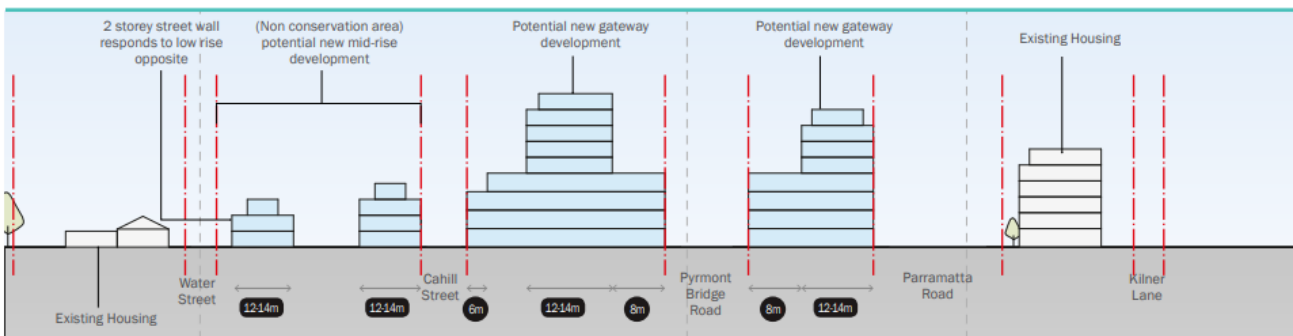 2 storey street wall
responds to low rise
opposite
(Non conservation area)
potential new mid-rise
development
Potential new gateway
development
Potential new gateway
development
Existing Housing
Water
Street
Cahill
Street
Pyrmont
Bridge
Road
Parramatta
Road
Kilner
Lane
12-14m
12-14m
6m
12-14m
8m
8m
12-14m
Existing Housing